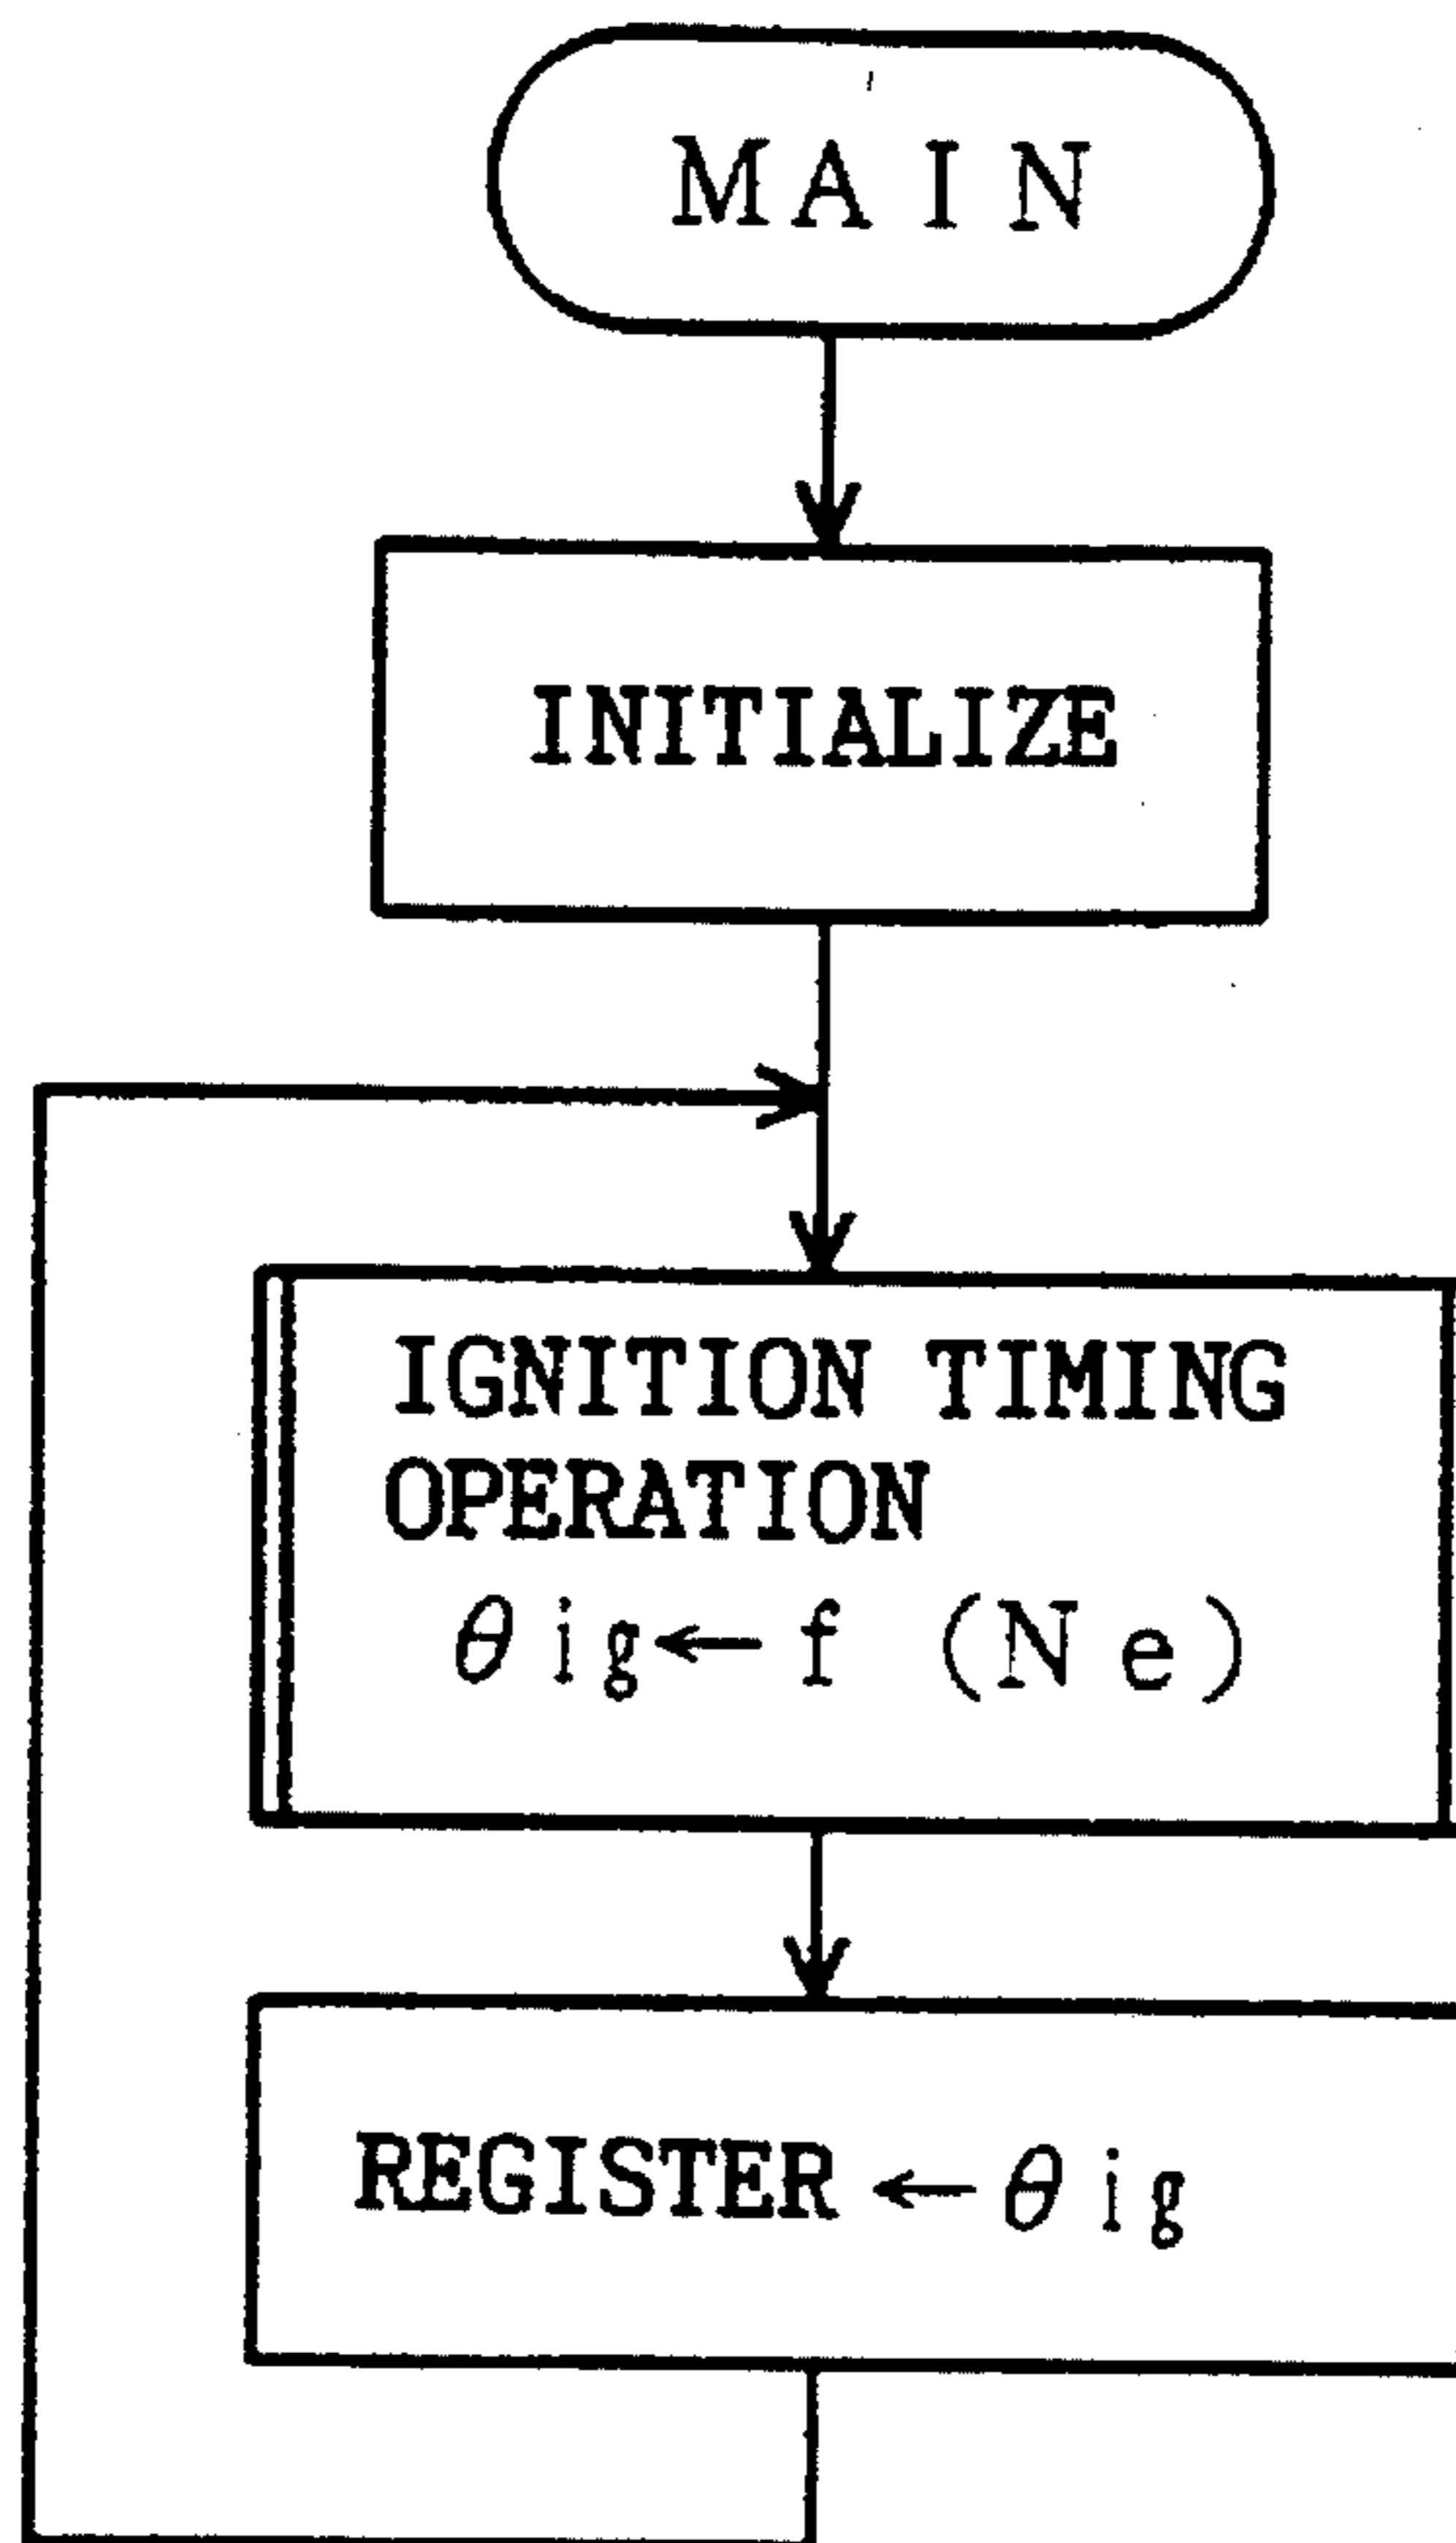 MAIN
INITIALIZE
IGNITION TIMING
OPERATION
θig←f(Ne)
REGISTER←θig